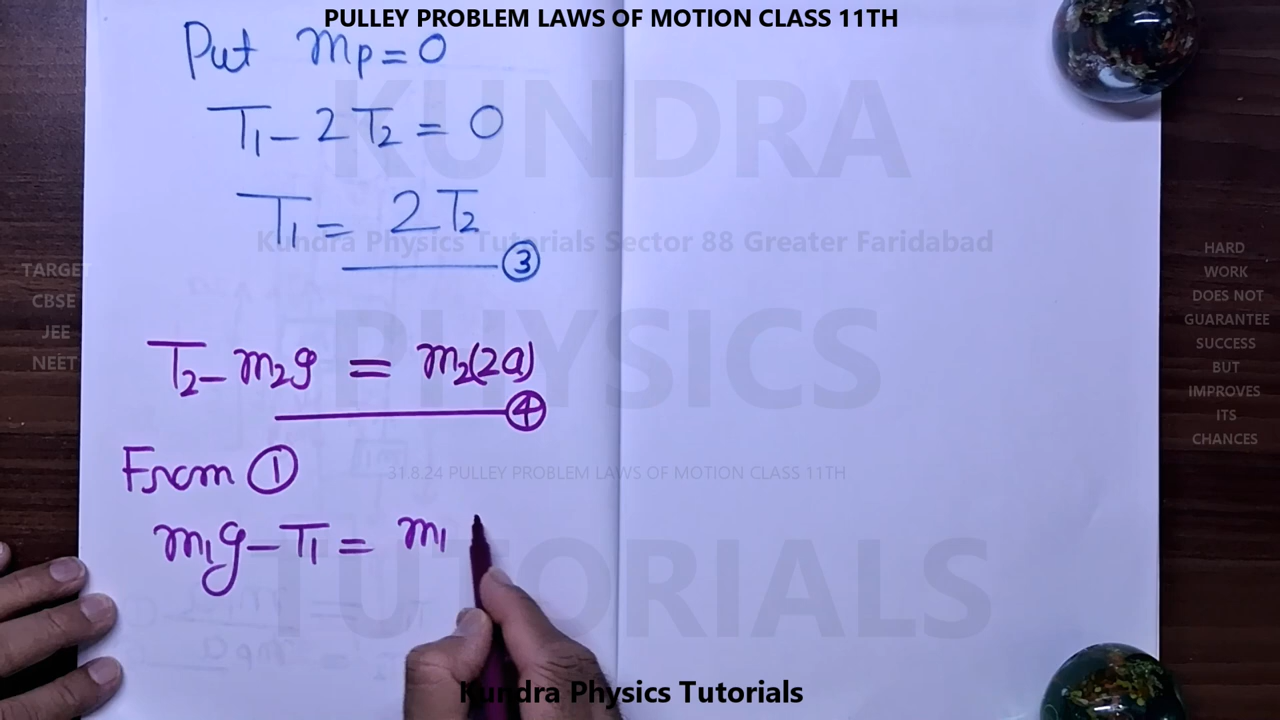 PULLEY PROBLEM LAWS OF MOTION CLASS 11TH
Put mp = 0
T1 - 2T2 = 0
T1 = 2T2
③
T2 - m2g = m2(2a)
④
From ①
m1g - T1 = m1
KUNDRA
PHYSICS
TUTORIALS
Kundra Physics Tutorials Sector 88 Greater Faridabad
31.8.24 PULLEY PROBLEM LAWS OF MOTION CLASS 11TH
TARGET
CBSE
JEE
NEET
HARD
WORK
DOES NOT
GUARANTEE
SUCCESS
BUT
IMPROVES
ITS
CHANCES
Kundra Physics Tutorials